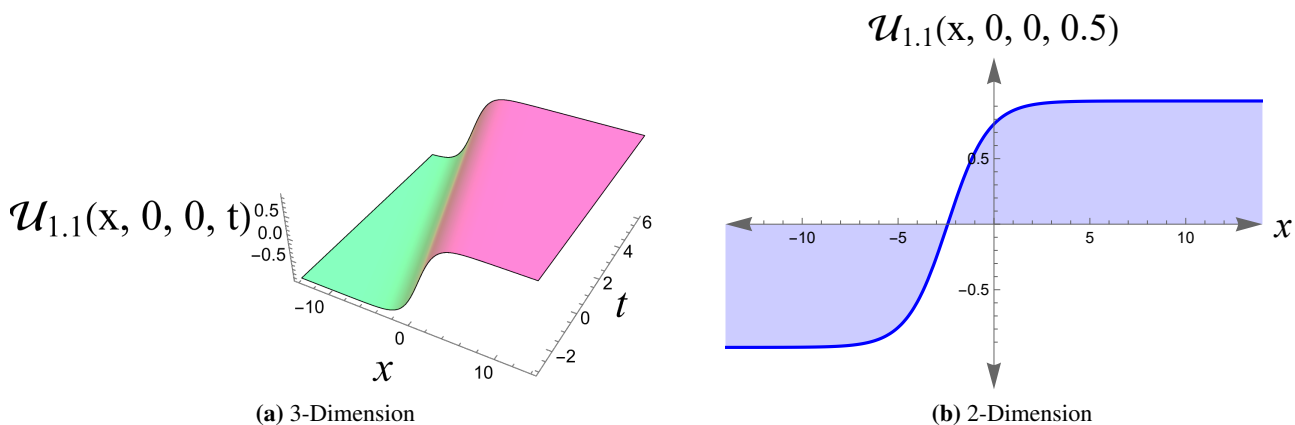 𝒰1.1(x, 0, 0, t)
0.5
0.0
−0.5
−10
0
10
x
−2
0
2
4
6
t
(a) 3-Dimension
𝒰1.1(x, 0, 0, 0.5)
0.5
−0.5
−10
−5
5
10
x
(b) 2-Dimension